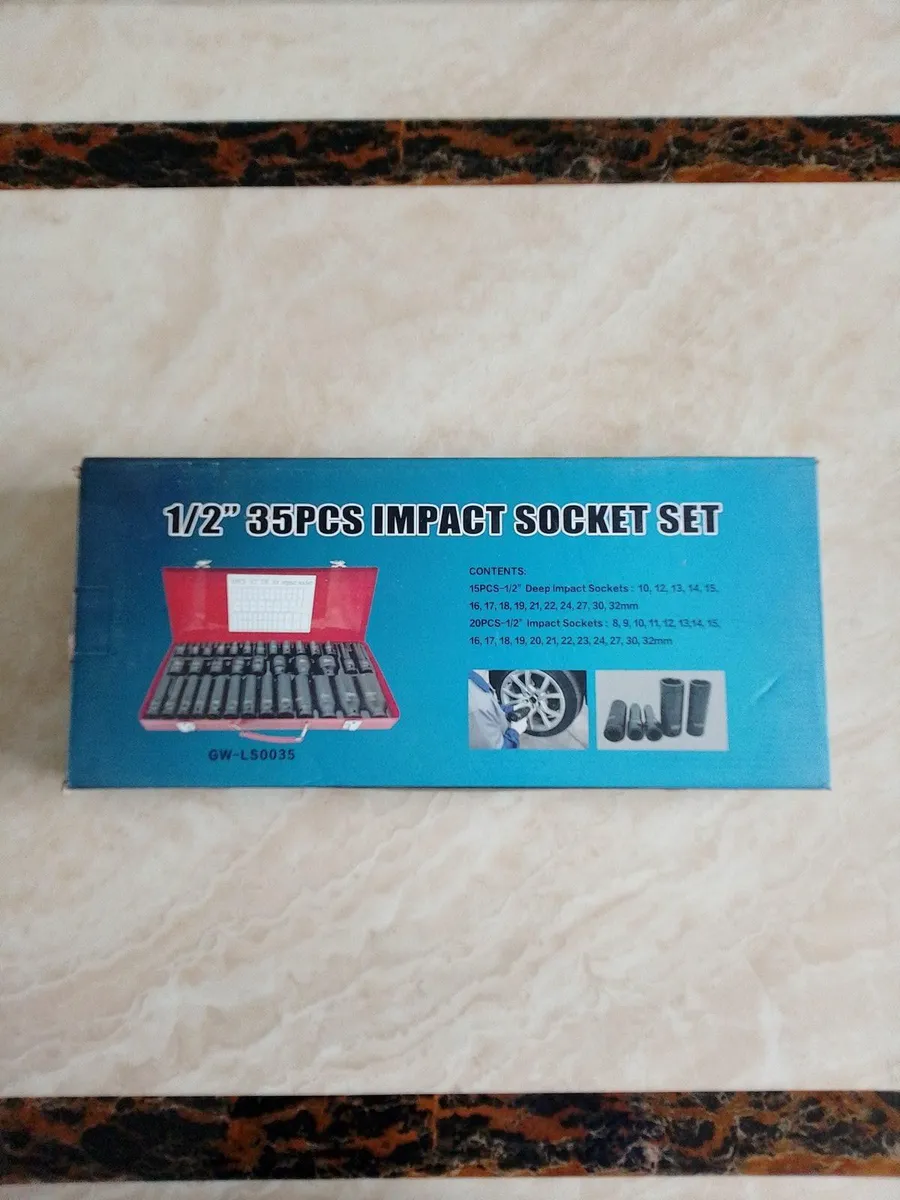 1/2” 35PCS IMPACT SOCKET SET
CONTENTS:
15PCS-1/2” Deep Impact Sockets : 10, 12, 13, 14, 15,
16, 17, 18, 19, 21, 22, 24, 27, 30, 32mm
20PCS-1/2” Impact Sockets : 8, 9, 10, 11, 12, 13,14, 15,
16, 17, 18, 19, 20, 21, 22, 23, 24, 27, 30, 32mm
GW-LS0035